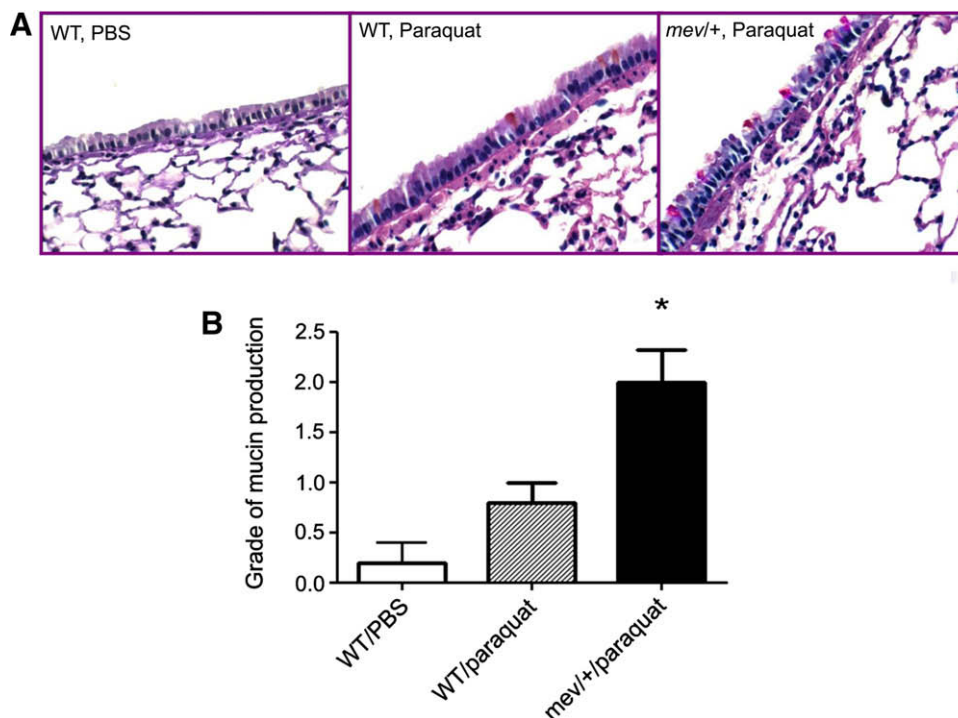 A
WT, PBS
WT, Paraquat
mev/+, Paraquat
B
*
Grade of mucin production
2.5
2.0
1.5
1.0
0.5
0.0
WT/PBS
WT/paraquat
mev/+/paraquat